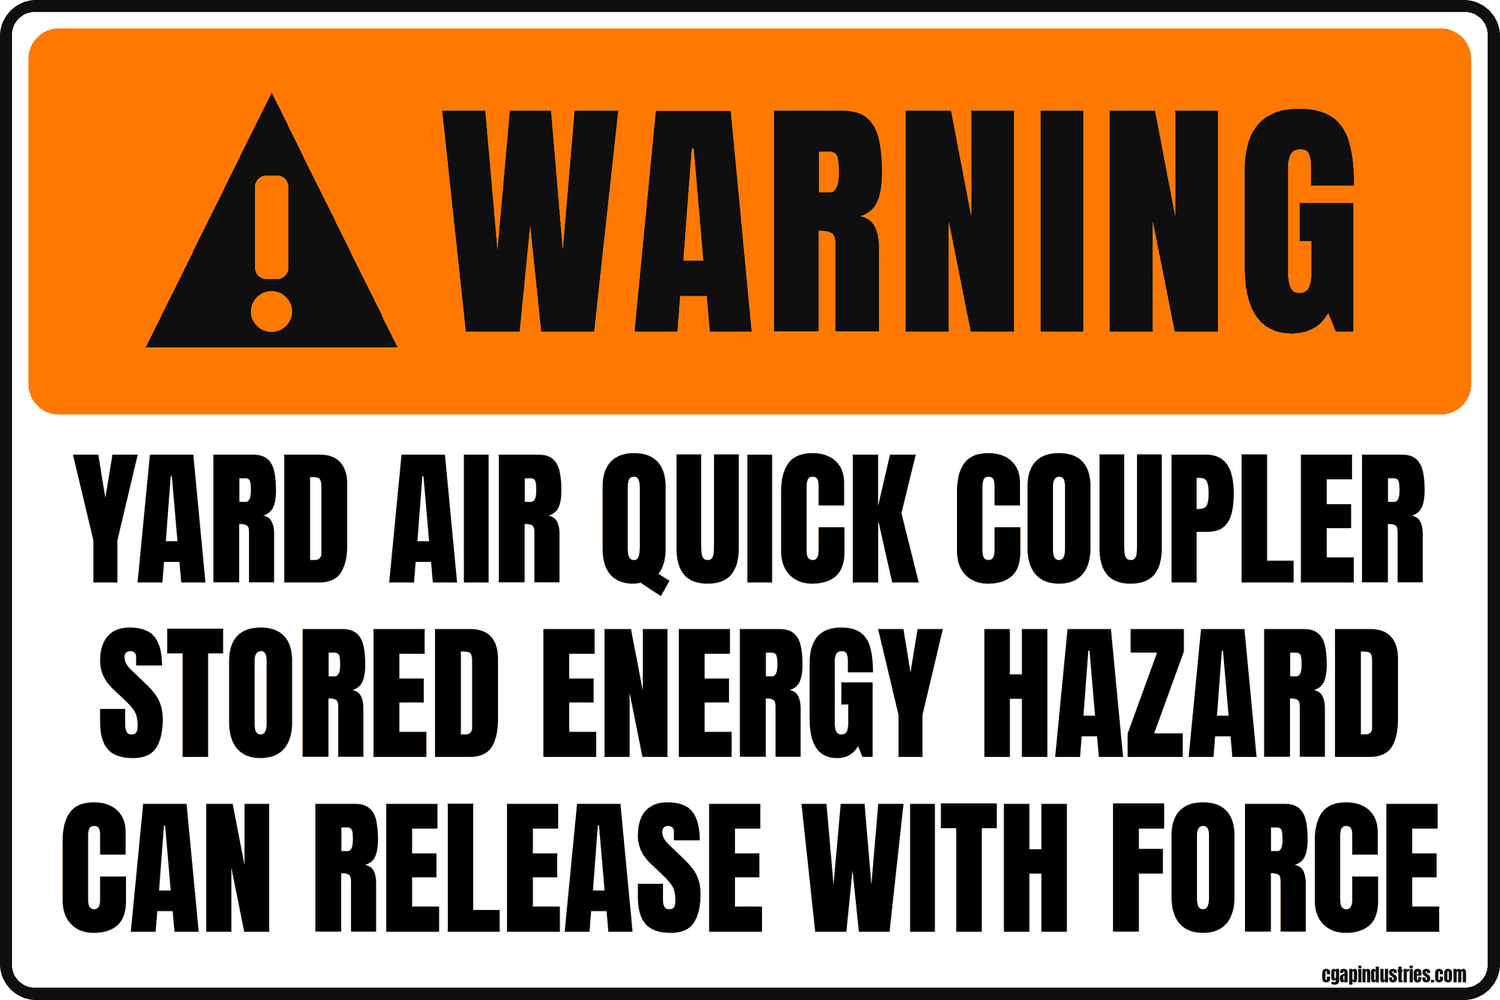 WARNING
YARD AIR QUICK COUPLER
STORED ENERGY HAZARD
CAN RELEASE WITH FORCE
cgapindustries.com